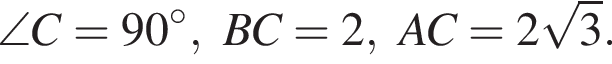 ∠C = 90°, BC = 2, AC = 2√3.